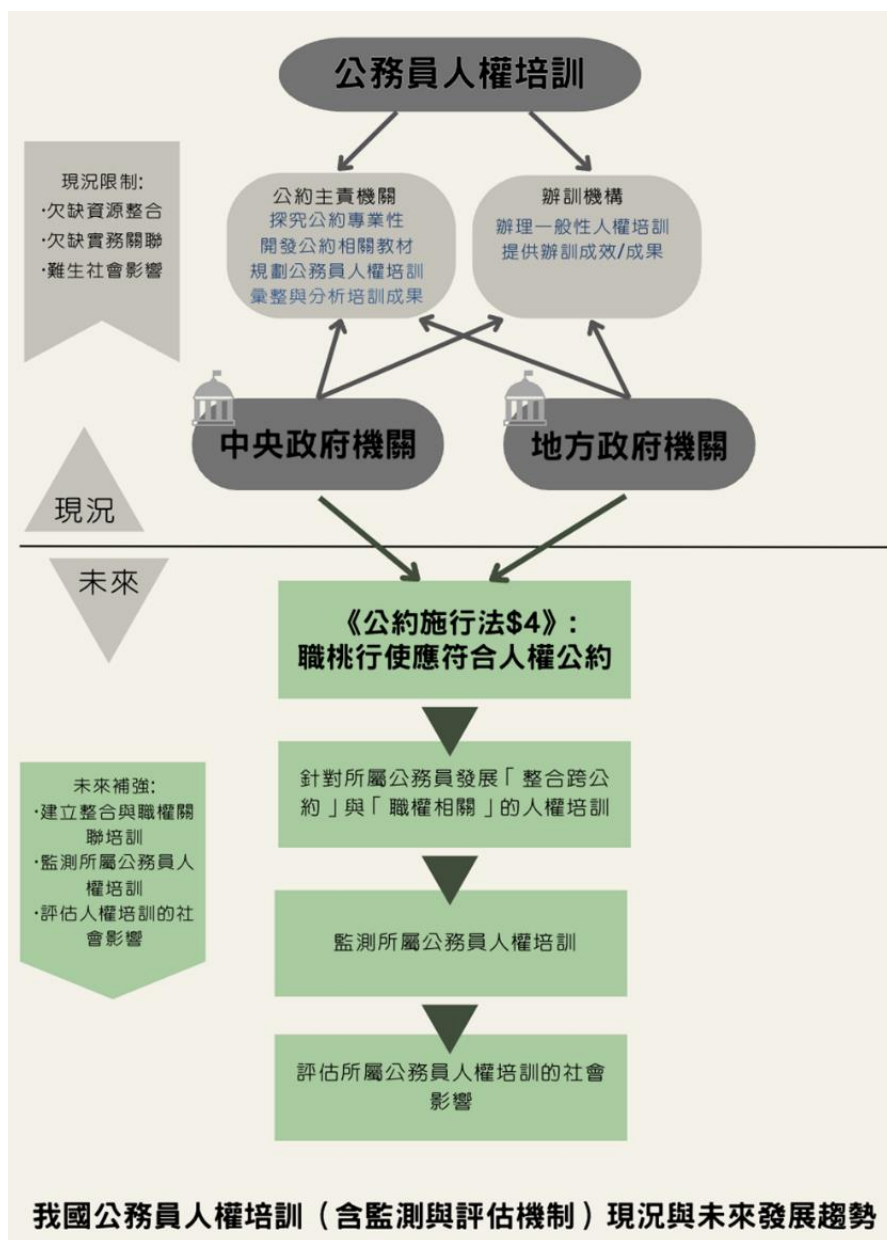 公務員人權培訓
現況限制:
·欠缺資源整合
·欠缺實務關聯
·難生社會影響
公約主責機關
探究公約專業性
開發公約相關教材
規劃公務員人權培訓
彙整與分析培訓成果
辦訓機構
辦理一般性人權培訓
提供辦訓成效/成果
中央政府機關
地方政府機關
現況
未來
《公約施行法$4》:
職桃行使應符合人權公約
針對所屬公務員發展「整合跨公
約」與「職權相關」的人權培訓
未來補強:
·建立整合與職權關
聯培訓
·監測所屬公務員人
權培訓
·評估人權培訓的社
會影響
監測所屬公務員人權培訓
評估所屬公務員人權培訓的社會
影響
我國公務員人權培訓（含監測與評估機制）現況與未來發展趨勢